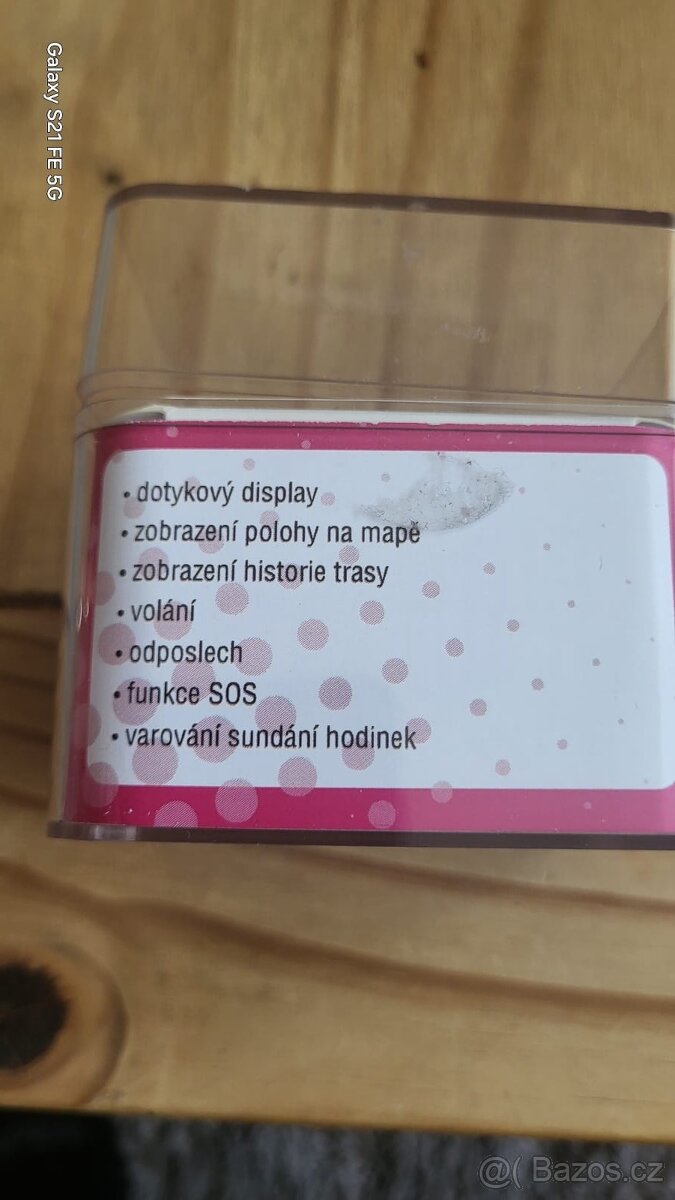 Galaxy S21 FE 5G
• dotykový display
• zobrazení polohy na mapě
• zobrazení historie trasy
• volání
• odposlech
• funkce SOS
• varování sundání hodinek
@( Bazos.cz